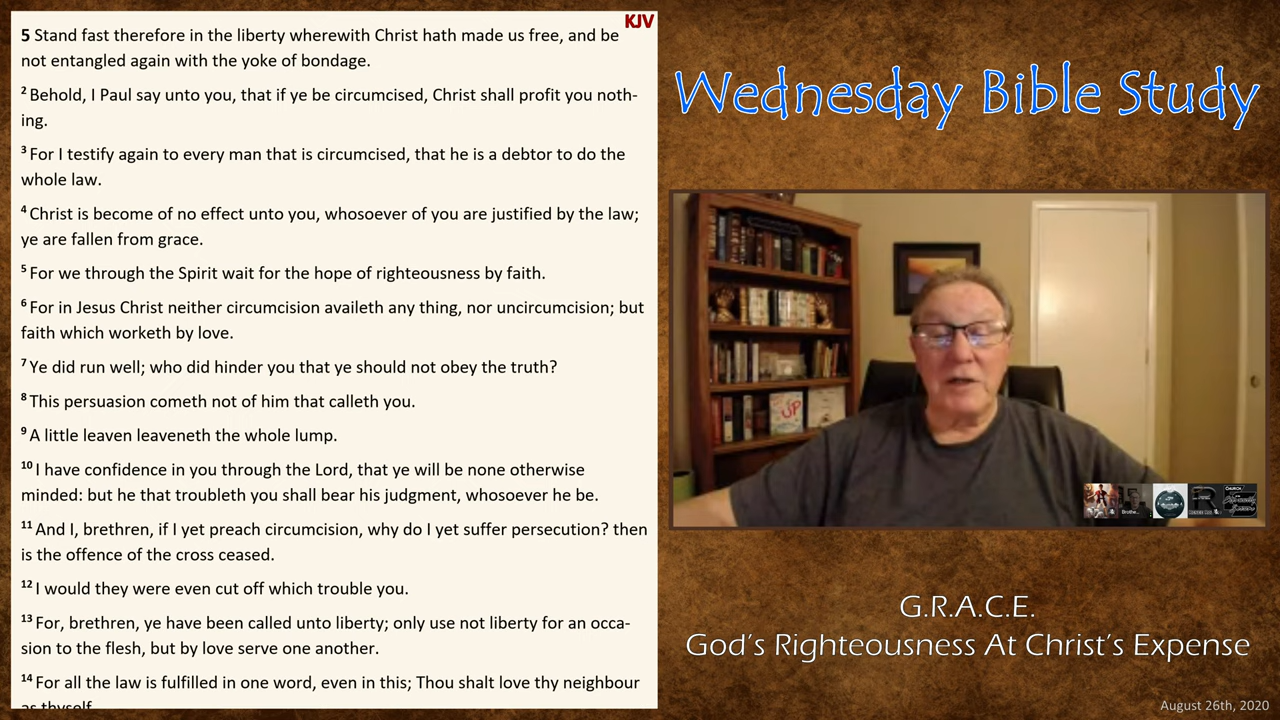 KJV
5 Stand fast therefore in the liberty wherewith Christ hath made us free, and be
not entangled again with the yoke of bondage.
2 Behold, I Paul say unto you, that if ye be circumcised, Christ shall profit you noth-
ing.
3 For I testify again to every man that is circumcised, that he is a debtor to do the
whole law.
4 Christ is become of no effect unto you, whosoever of you are justified by the law;
ye are fallen from grace.
5 For we through the Spirit wait for the hope of righteousness by faith.
6 For in Jesus Christ neither circumcision availeth any thing, nor uncircumcision; but
faith which worketh by love.
7 Ye did run well; who did hinder you that ye should not obey the truth?
8 This persuasion cometh not of him that calleth you.
9 A little leaven leaveneth the whole lump.
10 I have confidence in you through the Lord, that ye will be none otherwise
minded: but he that troubleth you shall bear his judgment, whosoever he be.
11 And I, brethren, if I yet preach circumcision, why do I yet suffer persecution? then
is the offence of the cross ceased.
12 I would they were even cut off which trouble you.
13 For, brethren, ye have been called unto liberty; only use not liberty for an occa-
sion to the flesh, but by love serve one another.
14 For all the law is fulfilled in one word, even in this; Thou shalt love thy neighbour
as thyself
Wednesday Bible Study
UP
Brothe...
CHURCH
G.R.A.C.E.
God's Righteousness At Christ's Expense
August 26th, 2020